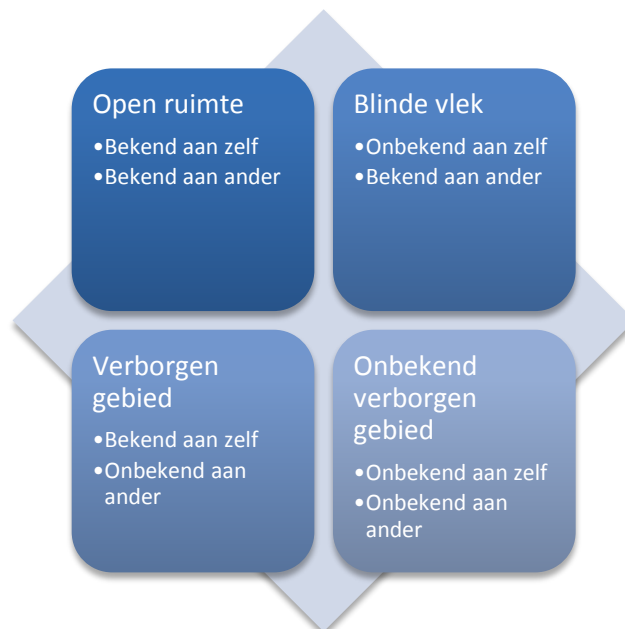 Open ruimte
•Bekend aan zelf
•Bekend aan ander
Blinde vlek
•Onbekend aan zelf
•Bekend aan ander
Verborgen
gebied
•Bekend aan zelf
•Onbekend aan
ander
Onbekend
verborgen
gebied
•Onbekend aan zelf
•Onbekend aan
ander